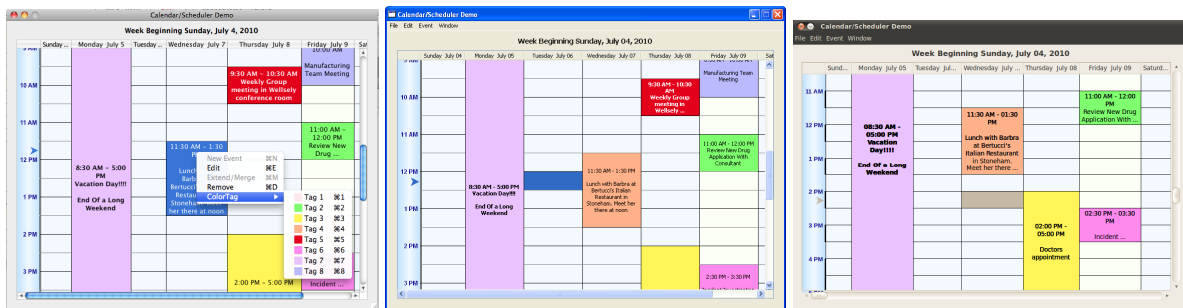 Calendar/Scheduler Demo
Week Beginning Sunday, July 4, 2010
Sunday ... Monday July 5 Tuesday ... Wednesday July 7 Thursday July 8 Friday July 9
10:00 AM
Manufacturing
Team Meeting
9:30 AM – 10:30 AM
Weekly Group
meeting in
Wellsely
conference room
10 AM
11 AM
11:00 AM –
12:00 PM
Review New
Drug ...
11:30 AM – 1:30
Lunch
Barb
Bertucci's
Stoneham.
her there at noon
12 PM
8:30 AM – 5:00
PM
Vacation Day!!!!
End Of a Long
Weekend
1 PM
2 PM
3 PM
New Event ⌘N
Edit ⌘E
Extend/Merge ⌘M
Remove ⌘D
ColorTag
Tag 1 ⌘1
Tag 2 ⌘2
Tag 3 ⌘3
Tag 4 ⌘4
Tag 5 ⌘5
Tag 6 ⌘6
Tag 7 ⌘7
Tag 8 ⌘8
2:00 PM – 5:00 PM
Incident ...
Calendar/Scheduler Demo
File Edit Event Window
Week Beginning Sunday, July 04, 2010
Sunday July 04 Monday July 05 Tuesday July 06 Wednesday July 07 Thursday July 08 Friday July 09 Sat
Manufacturing Team
Meeting
9:30 AM - 10:30
AM
Weekly Group
meeting in
Wellsely ...
10 AM
11 AM
11:00 AM - 12:00 PM
Review New Drug
Application With
Consultant
12 PM
11:30 AM - 1:30 PM
Lunch with Barbra at
Bertucci's Italian
Restaurant in
Stoneham. Meet her
there at noon
8:30 AM - 5:00 PM
Vacation Day!!!!
End Of a Long
Weekend
1 PM
2 PM
3 PM
2:30 PM - 3:30 PM
Calendar/Scheduler Demo
File Edit Event Window
Week Beginning Sunday, July 04, 2010
Sund... Monday July 05 Tuesday Jul... Wednesday July ... Thursday July 08 Friday July 09 Saturd...
11 AM
11:00 AM - 12:00
PM
Review New Drug
Application With ...
11:30 AM - 01:30
PM
Lunch with Barbra
at Bertucci's
Italian Restaurant
in Stoneham.
Meet her there ...
12 PM
08:30 AM -
05:00 PM
Vacation
Day!!!!
End Of a Long
Weekend
1 PM
2 PM
3 PM
4 PM
02:00 PM -
05:00 PM
Doctors
appointment
02:30 PM - 03:30
PM
Incident ...